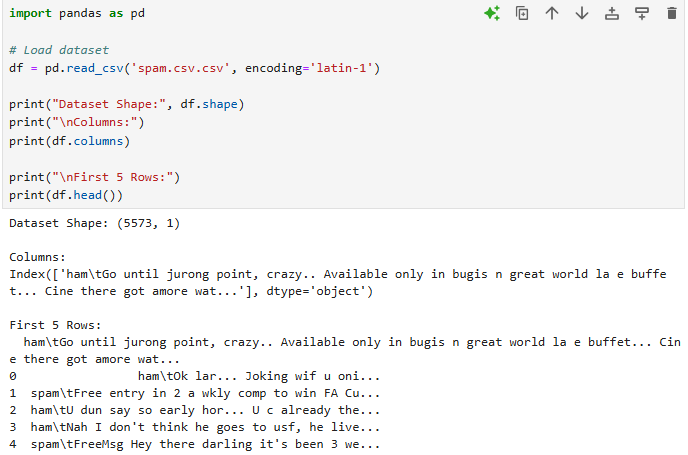 import pandas as pd
# Load dataset
df = pd.read_csv('spam.csv.csv', encoding='latin-1')
print("Dataset Shape:", df.shape)
print("\nColumns:")
print(df.columns)
print("\nFirst 5 Rows:")
print(df.head())
Dataset Shape: (5573, 1)
Columns:
Index(['ham\tGo until jurong point, crazy.. Available only in bugis n great world la e buffe
t... Cine there got amore wat...'], dtype='object')
First 5 Rows:
ham\tGo until jurong point, crazy.. Available only in bugis n great world la e buffet... Cin
e there got amore wat...
0 ham\tOk lar... Joking wif u oni...
1 spam\tFree entry in 2 a wkly comp to win FA Cu...
2 ham\tU dun say so early hor... U c already the...
3 ham\tNah I don't think he goes to usf, he live...
4 spam\tFreeMsg Hey there darling it's been 3 we...